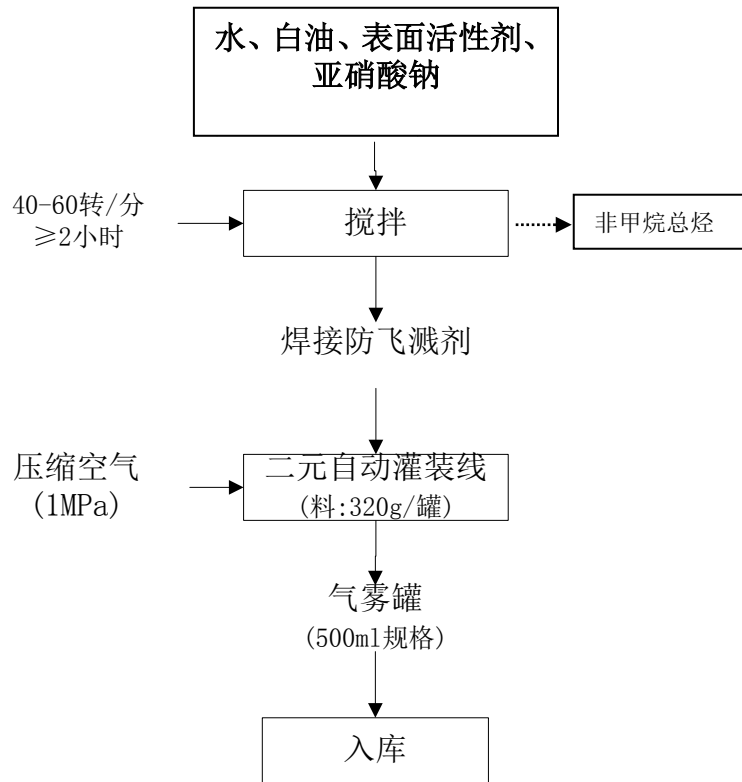 水、白油、表面活性剂、
亚硝酸钠
40-60转/分
≥2小时
搅拌
非甲烷总烃
焊接防飞溅剂
压缩空气
(1MPa)
二元自动灌装线
(料:320g/罐)
气雾罐
(500ml规格)
入库